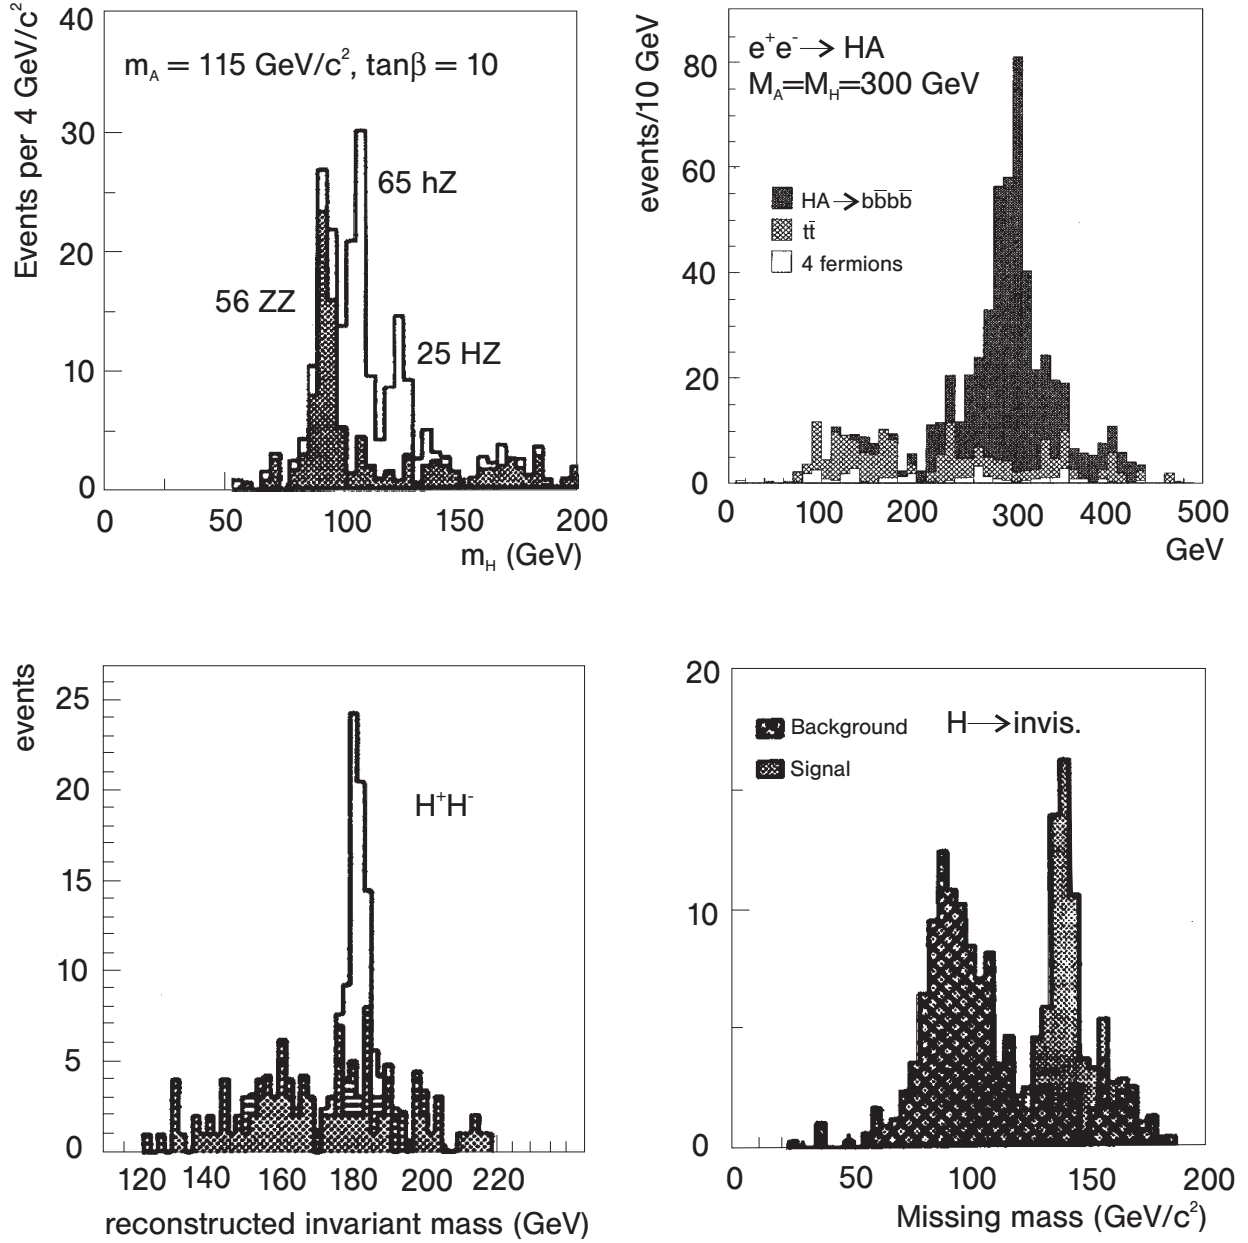 Events per 4 GeV/c²
40
30
20
10
0
m_A = 115 GeV/c², tanβ = 10
65 hZ
56 ZZ
25 HZ
0 50 100 150 200
m_H (GeV)
events/10 GeV
80
60
40
20
0
e⁺e⁻→ HA
M_A=M_H=300 GeV
HA→bb̄bb̄
tt̄
4 fermions
0 100 200 300 400 500
GeV
events
25
20
15
10
5
0
H⁺H⁻
120 140 160 180 200 220
reconstructed invariant mass (GeV)
20
10
0
Background
Signal
H→invis.
0 50 100 150 200
Missing mass (GeV/c²)